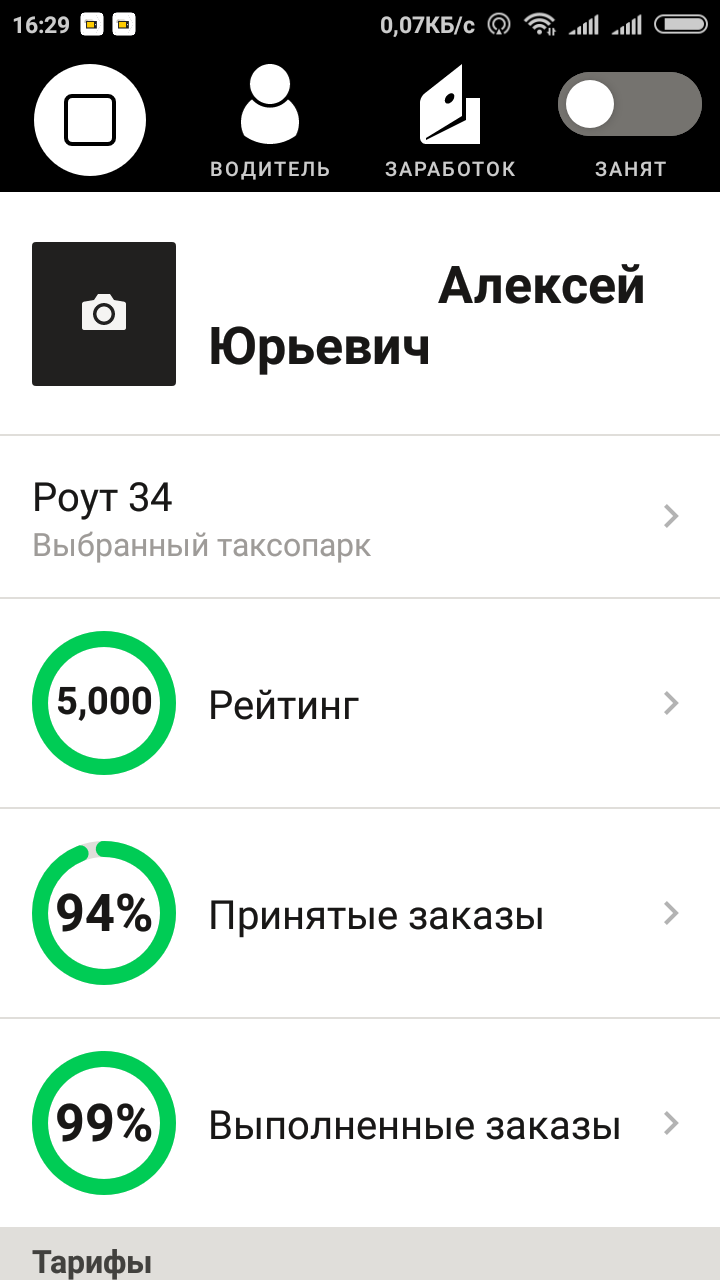 16:29 0,07КБ/с
ВОДИТЕЛЬ ЗАРАБОТОК ЗАНЯТ
Алексей
Юрьевич
Роут 34
Выбранный таксопарк
5,000 Рейтинг
94% Принятые заказы
99% Выполненные заказы
Тарифы